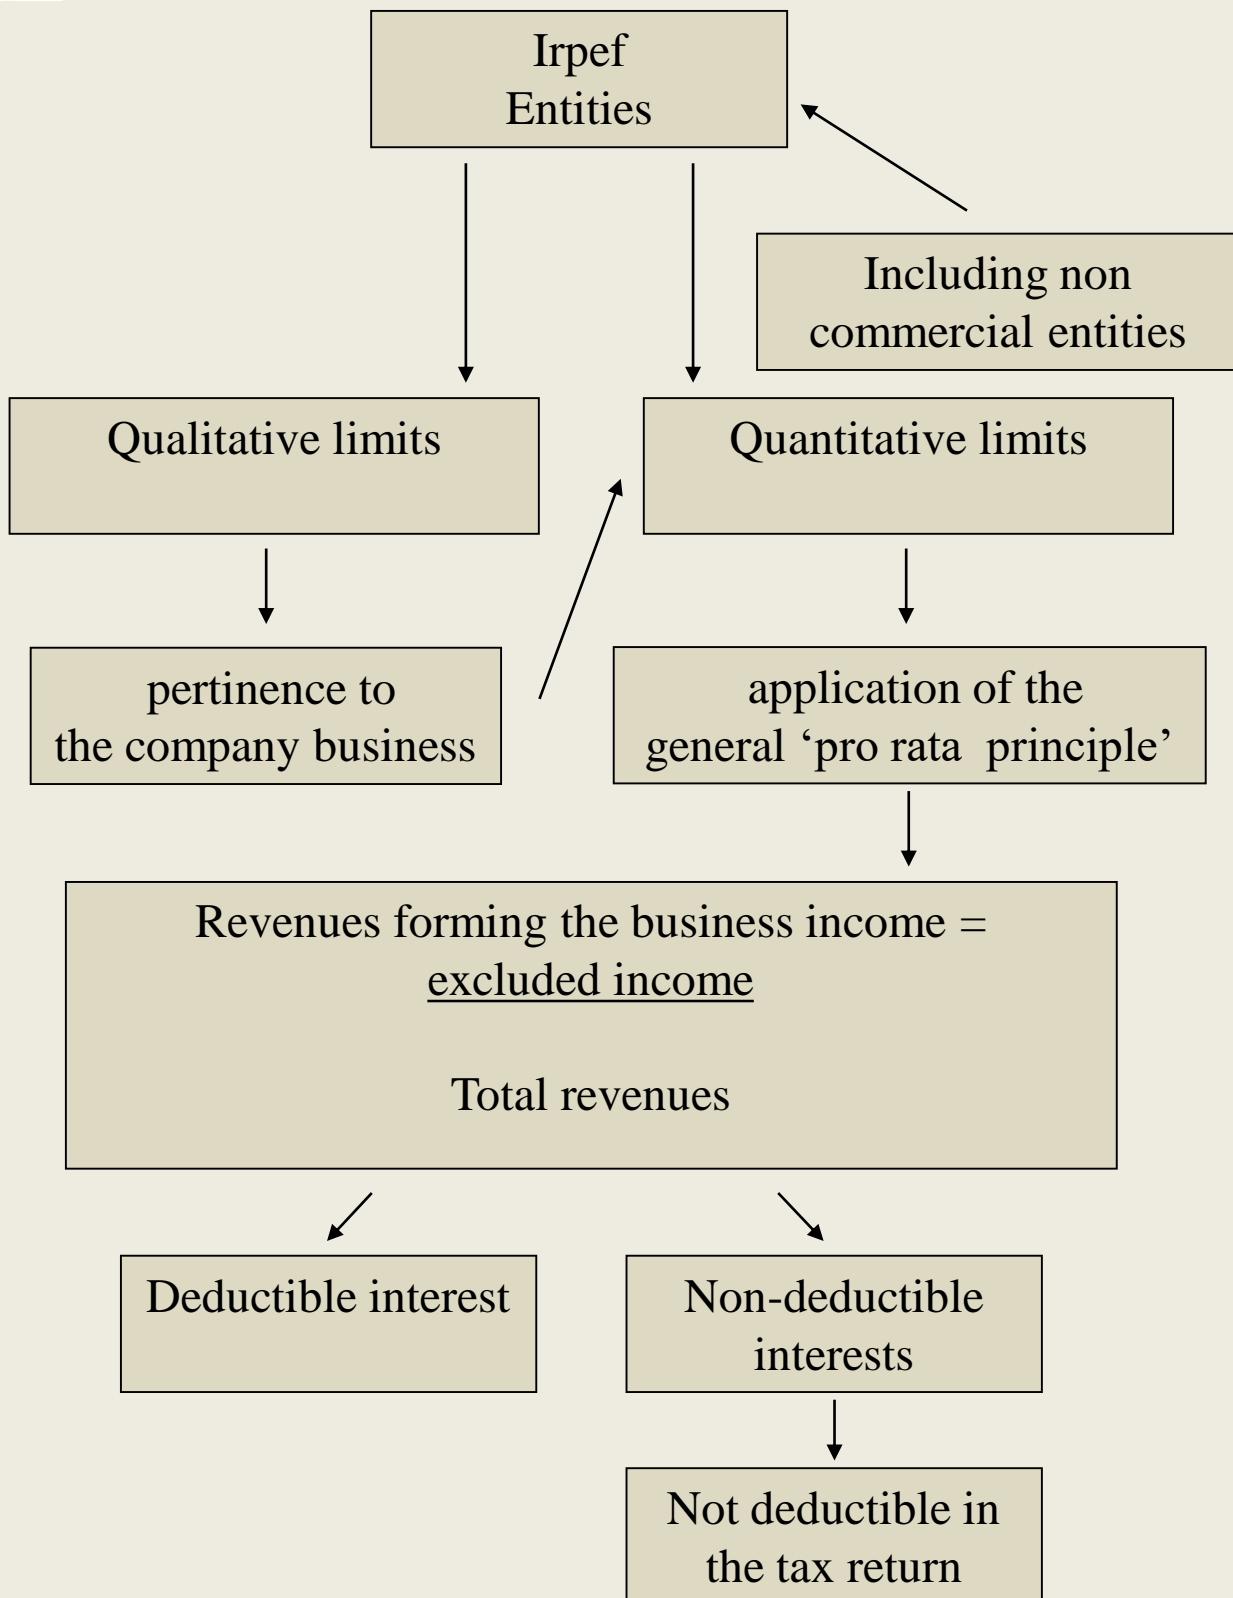 Irpef
Entities
Including non
commercial entities
Qualitative limits
Quantitative limits
pertinence to
the company business
application of the
general ‘pro rata  principle’
Revenues forming the business income =
excluded income
Total revenues
Deductible interest
Non-deductible
interests
Not deductible in
the tax return